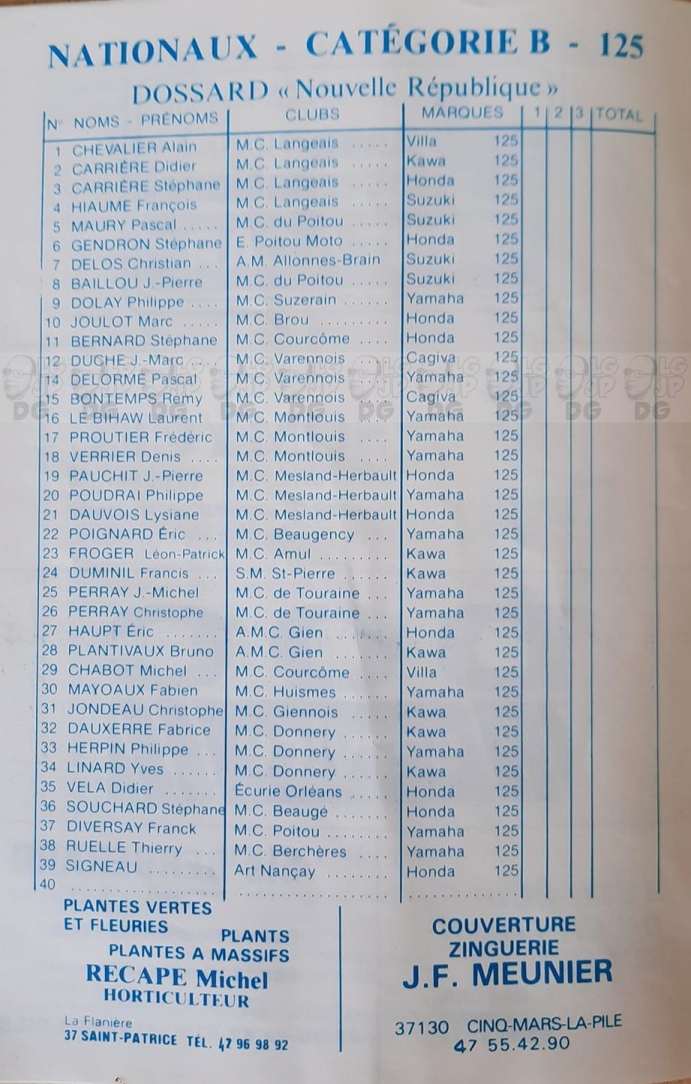 NATIONAUX - CATÉGORIE B - 125
DOSSARD « Nouvelle République »
N° NOMS - PRÉNOMS CLUBS MARQUES 1 2 3 TOTAL
1 CHEVALIER Alain M.C. Langeais ..... Villa 125
2 CARRIÈRE Didier M.C. Langeais ..... Kawa 125
3 CARRIÈRE Stéphane M.C. Langeais ..... Honda 125
4 HIAUME François M.C. Langeais ..... Suzuki 125
5 MAURY Pascal ..... M.C. du Poitou ..... Suzuki 125
6 GENDRON Stéphane E. Poitou Moto ..... Honda 125
7 DELOS Christian ... A.M. Allonnes-Brain Suzuki 125
8 BAILLOU J.-Pierre M.C. du Poitou ..... Suzuki 125
9 DOLAY Philippe .... M.C. Suzerain ...... Yamaha 125
10 JOULOT Marc ..... M.C. Brou ......... Honda 125
11 BERNARD Stéphane M.C. Courcôme .... Honda 125
12 DUCHE J.-Marc ... M.C. Varennois .... Cagiva 125
14 DELORME Pascal M.C. Varennois .... Yamaha 125
15 BONTEMPS Rémy M.C. Varennois .... Cagiva 125
16 LE BIHAW Laurent M.C. Montlouis .... Yamaha 125
17 PROUTIER Frédéric M.C. Montlouis .... Yamaha 125
18 VERRIER Denis .... M.C. Montlouis .... Yamaha 125
19 PAUCHIT J.-Pierre M.C. Mesland-Herbault Honda 125
20 POUDRAI Philippe M.C. Mesland-Herbault Yamaha 125
21 DAUVOIS Lysiane M.C. Mesland-Herbault Honda 125
22 POIGNARD Éric ... M.C. Beaugency ... Yamaha 125
23 FROGER Léon-Patrick M.C. Amul ........ Kawa 125
24 DUMINIL Francis ... S.M. St-Pierre ...... Kawa 125
25 PERRAY J.-Michel M.C. de Touraine ... Yamaha 125
26 PERRAY Christophe M.C. de Touraine ... Yamaha 125
27 HAUPT Éric ....... A.M.C. Gien ....... Honda 125
28 PLANTIVAUX Bruno A.M.C. Gien ....... Kawa 125
29 CHABOT Michel ... M.C. Courcôme .... Villa 125
30 MAYOAUX Fabien M.C. Huismes ..... Yamaha 125
31 JONDEAU Christophe M.C. Giennois ..... Kawa 125
32 DAUXERRE Fabrice M.C. Donnery ..... Kawa 125
33 HERPIN Philippe ... M.C. Donnery ..... Yamaha 125
34 LINARD Yves ...... M.C. Donnery ..... Kawa 125
35 VELA Didier ....... Écurie Orléans .... Honda 125
36 SOUCHARD Stéphane M.C. Beaugé ....... Honda 125
37 DIVERSAY Franck M.C. Poitou ....... Yamaha 125
38 RUELLE Thierry ... M.C. Berchères .... Yamaha 125
39 SIGNEAU ......... Art Nançay ........ Honda 125
40 ....................
PLANTES VERTES
ET FLEURIES PLANTS
PLANTES A MASSIFS
RECAPE Michel
HORTICULTEUR
La Flanière
37 SAINT-PATRICE TÉL. 47 96 98 92
COUVERTURE
ZINGUERIE
J.F. MEUNIER
37130 CINQ-MARS-LA-PILE
47 55.42.90